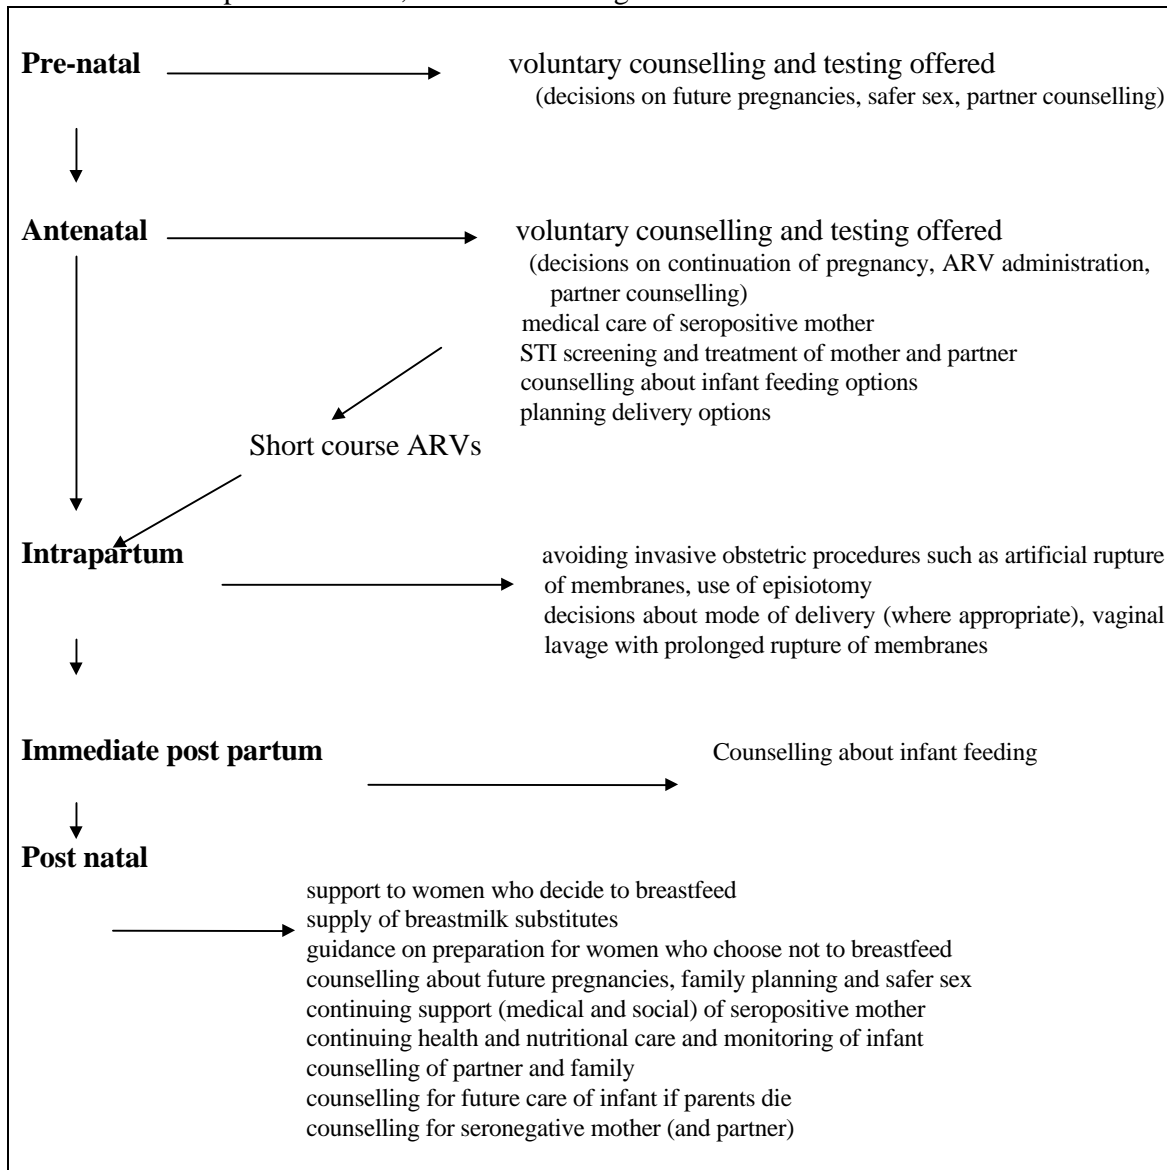 Pre-natal
voluntary counselling and testing offered
(decisions on future pregnancies, safer sex, partner counselling)
Antenatal
voluntary counselling and testing offered
(decisions on continuation of pregnancy, ARV administration,
partner counselling)
medical care of seropositive mother
STI screening and treatment of mother and partner
counselling about infant feeding options
planning delivery options
Short course ARVs
Intrapartum
avoiding invasive obstetric procedures such as artificial rupture
of membranes, use of episiotomy
decisions about mode of delivery (where appropriate), vaginal
lavage with prolonged rupture of membranes
Immediate post partum
Counselling about infant feeding
Post natal
support to women who decide to breastfeed
supply of breastmilk substitutes
guidance on preparation for women who choose not to breastfeed
counselling about future pregnancies, family planning and safer sex
continuing support (medical and social) of seropositive mother
continuing health and nutritional care and monitoring of infant
counselling of partner and family
counselling for future care of infant if parents die
counselling for seronegative mother (and partner)